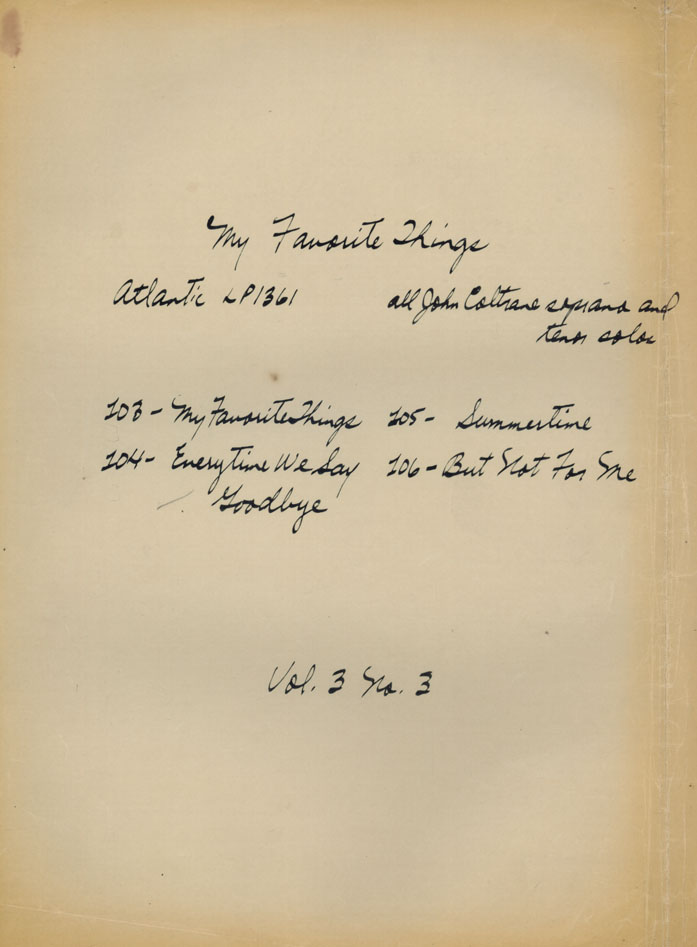 My Favorite Things
Atlantic LP1361
all John Coltrane soprano and
tenor solos
103 - My Favorite Things
104 - Everytime We Say
Goodbye
105 - Summertime
106 - But Not For Me
Vol. 3 No. 3